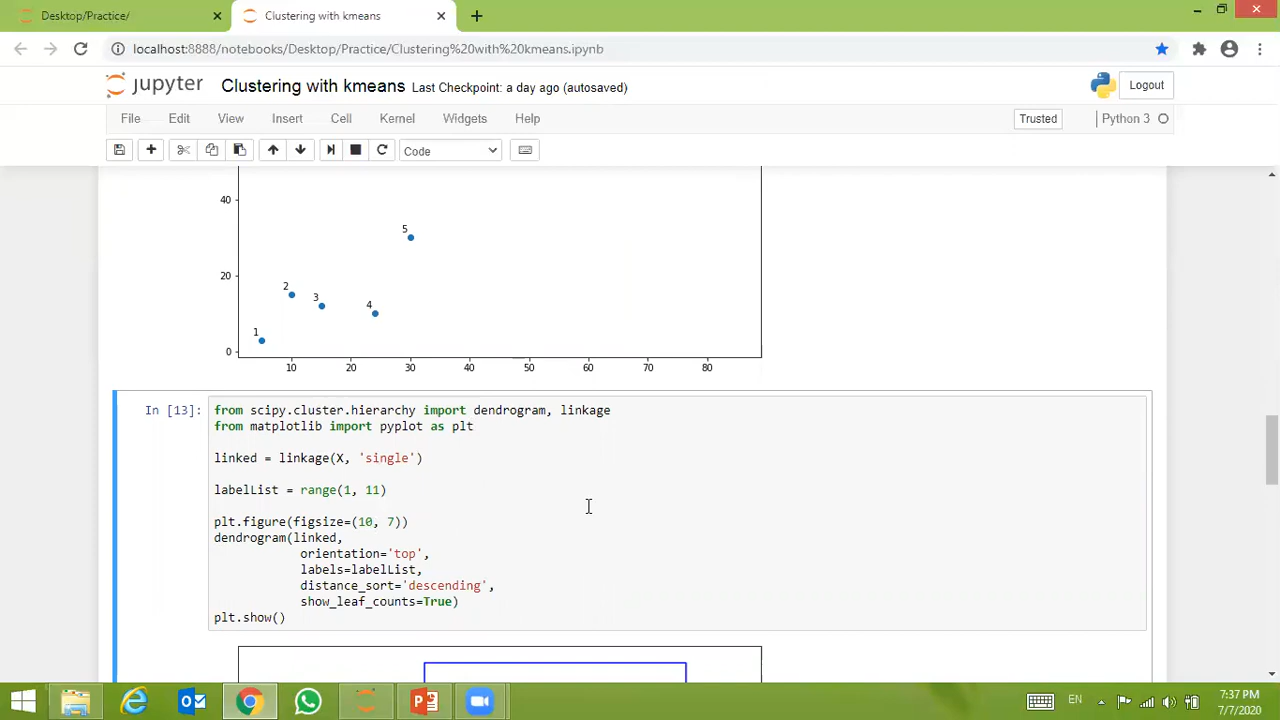 Desktop/Practice/
Clustering with kmeans
localhost:8888/notebooks/Desktop/Practice/Clustering%20with%20kmeans.ipynb
jupyter
Clustering with kmeans Last Checkpoint: a day ago (autosaved)
Logout
File Edit View Insert Cell Kernel Widgets Help
Trusted
Python 3
Code
40
5
20
2
3
4
1
0
10 20 30 40 50 60 70 80
In [13]:
from scipy.cluster.hierarchy import dendrogram, linkage
from matplotlib import pyplot as plt
linked = linkage(X, 'single')
labelList = range(1, 11)
plt.figure(figsize=(10, 7))
dendrogram(linked,
orientation='top',
labels=labelList,
distance_sort='descending',
show_leaf_counts=True)
plt.show()
EN
7:37 PM
7/7/2020